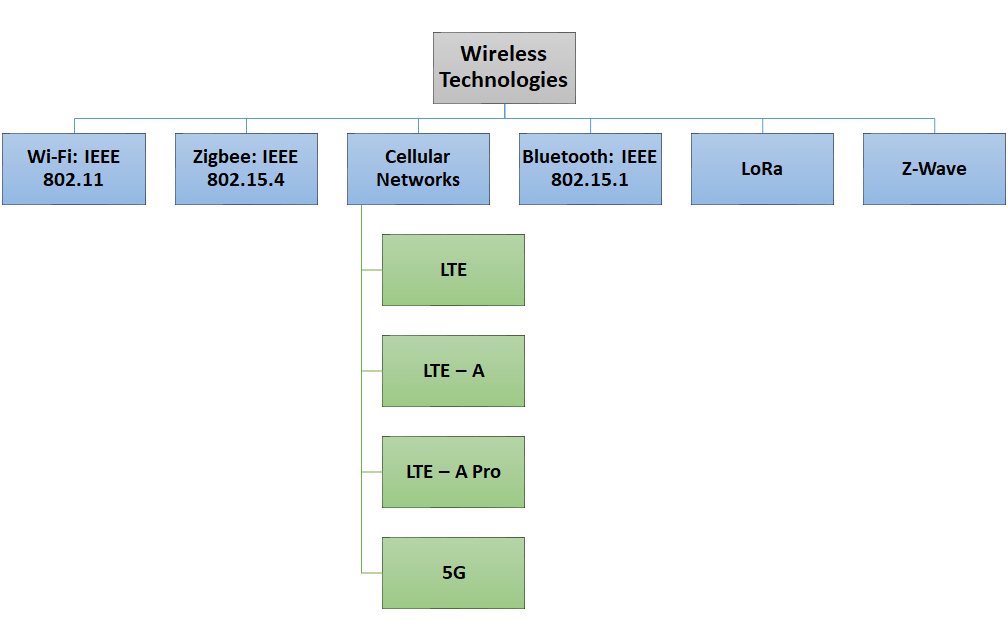 Wireless
Technologies
Wi-Fi: IEEE
802.11
Zigbee: IEEE
802.15.4
Cellular
Networks
Bluetooth: IEEE
802.15.1
LoRa
Z-Wave
LTE
LTE – A
LTE – A Pro
5G